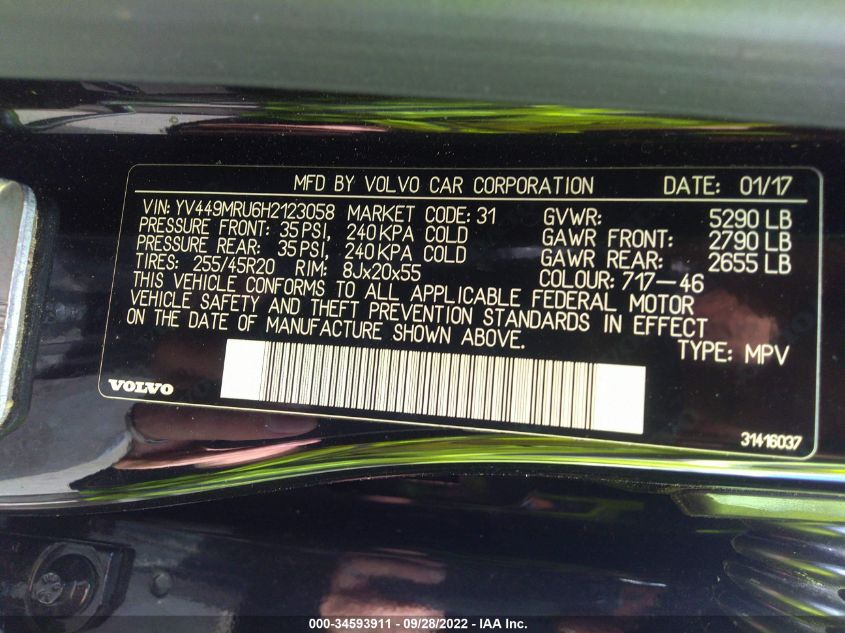 MFD BY VOLVO CAR CORPORATION DATE: 01/17
VIN: YV449MRU6H2123058 MARKET CODE: 31 GVWR: 5290 LB
PRESSURE FRONT: 35 PSI, 240 KPA COLD GAWR FRONT: 2790 LB
PRESSURE REAR: 35 PSI, 240 KPA COLD GAWR REAR: 2655 LB
TIRES: 255/45R20 RIM: 8Jx20x55 COLOUR: 717-46
THIS VEHICLE CONFORMS TO ALL APPLICABLE FEDERAL MOTOR
VEHICLE SAFETY AND THEFT PREVENTION STANDARDS IN EFFECT
ON THE DATE OF MANUFACTURE SHOWN ABOVE. TYPE: MPV
VOLVO
31416037
000-34593911 - 09/28/2022 - IAA Inc.